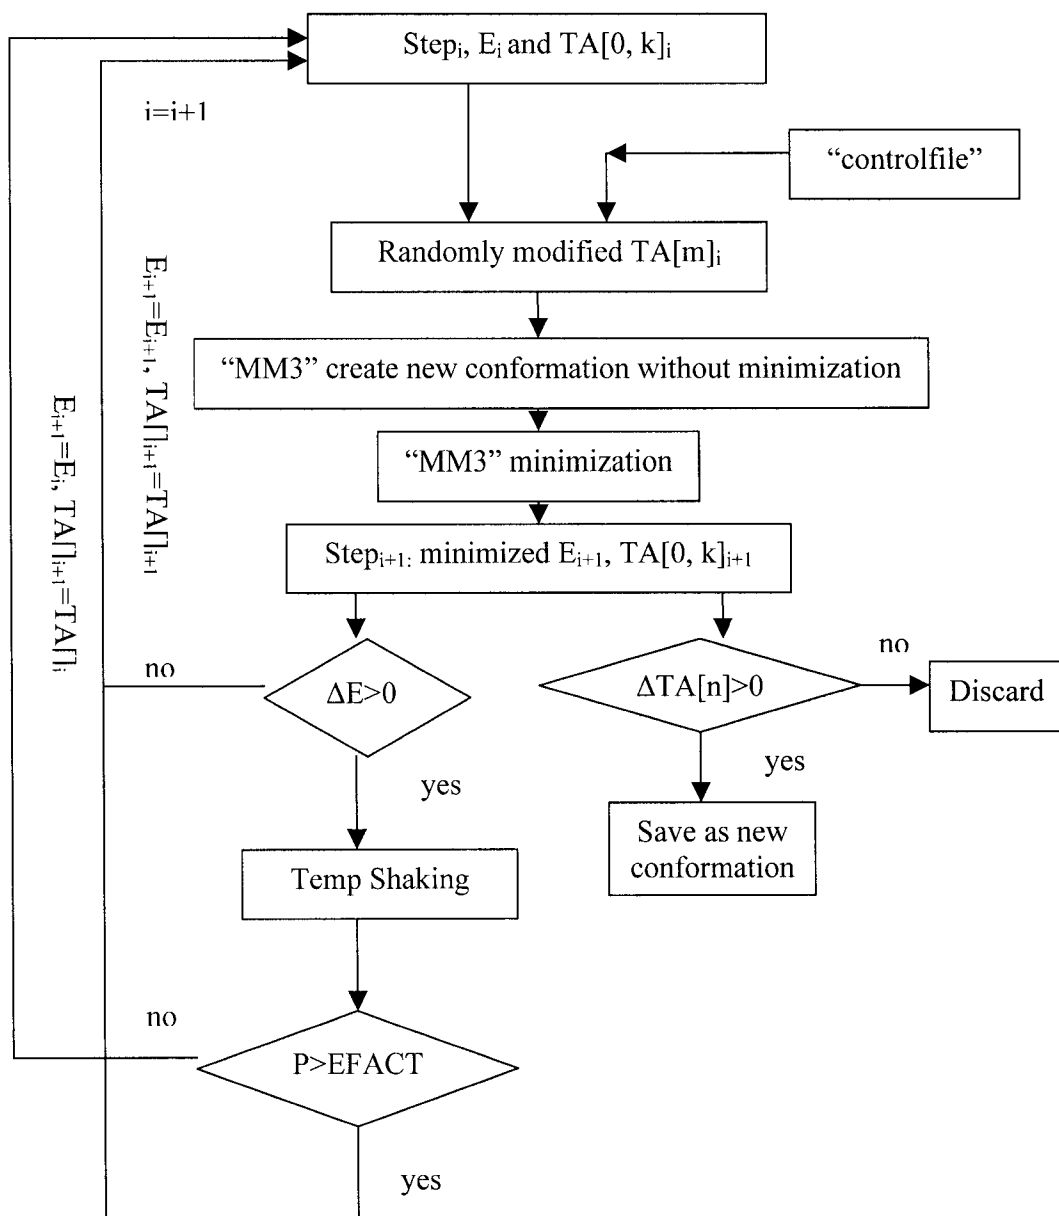 Stepᵢ, Eᵢ and TA[0, k]ᵢ
i=i+1
“controlfile”
Randomly modified TA[m]ᵢ
“MM3” create new conformation without minimization
“MM3” minimization
Stepᵢ₊₁: minimized Eᵢ₊₁, TA[0, k]ᵢ₊₁
Eᵢ₊₁=Eᵢ₊₁, TA[]ᵢ₊₁=TA[]ᵢ₊₁
Eᵢ₊₁=Eᵢ, TA[]ᵢ₊₁=TA[]ᵢ
no
ΔE>0
ΔTA[n]>0
no
Discard
yes
yes
Temp Shaking
Save as new
conformation
no
P>EFACT
yes